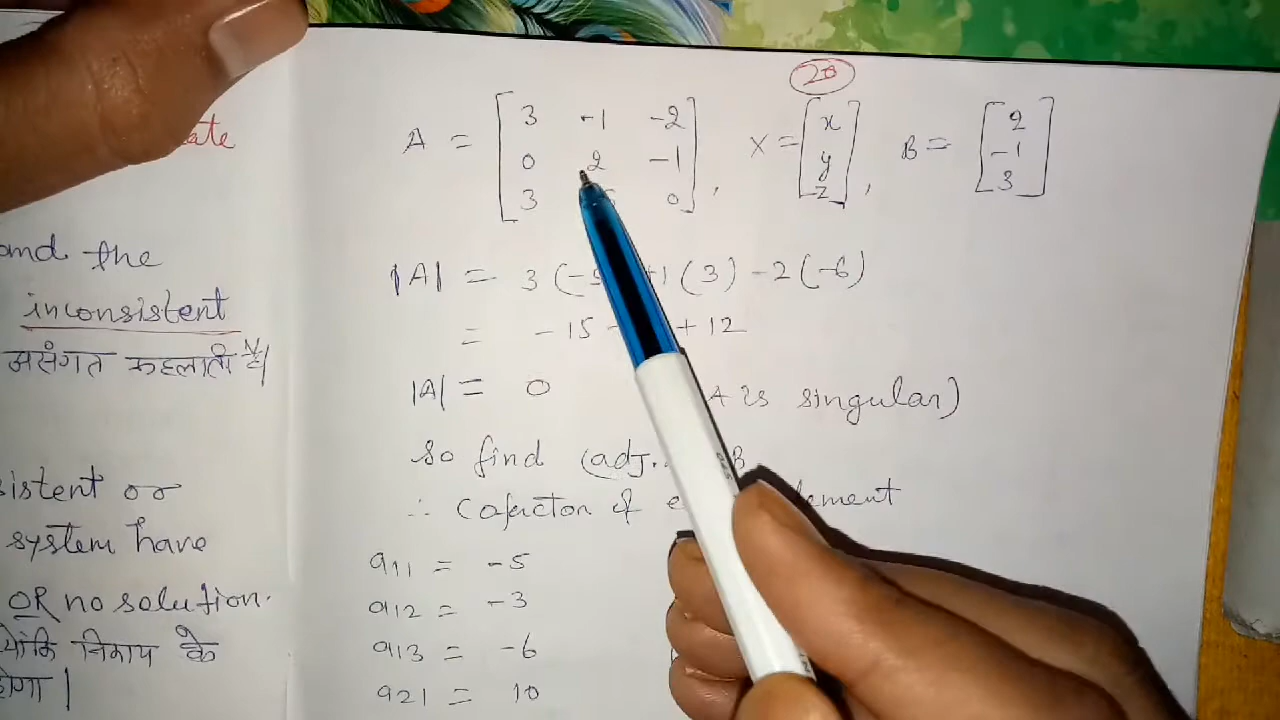 ate
and the
inconsistent
असंगत कहलाती है|
sistent or
system have
OR no solution.
क्योंकि निकाय के
होगा |
20
A = [ 3 -1 -2 ; 0 2 -1 ; 3 0 ], X = [ x ; y ; z ], B = [ 2 ; -1 ; 3 ]
|A| = 3 (-5 +1 (3) -2 (-6)
= -15 + 12
|A| = 0 A is singular)
so find (adj. B
∴ Cofactor of element
a11 = -5
a12 = -3
a13 = -6
a21 = 10